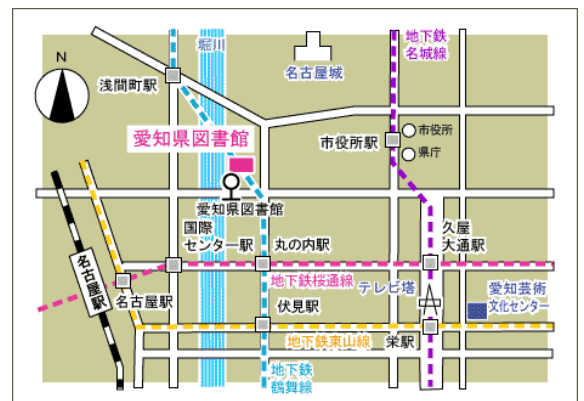 地下鉄
名城線
堀川
N
浅間町駅
名古屋城
愛知県図書館
市役所駅
市役所
県庁
愛知県図書館
国際
センター駅
丸の内駅
久屋
大通駅
名古屋駅
名古屋駅
地下鉄桜通線
テレビ塔
愛知芸術
文化センター
伏見駅
地下鉄東山線
栄駅
地下鉄
鶴舞線